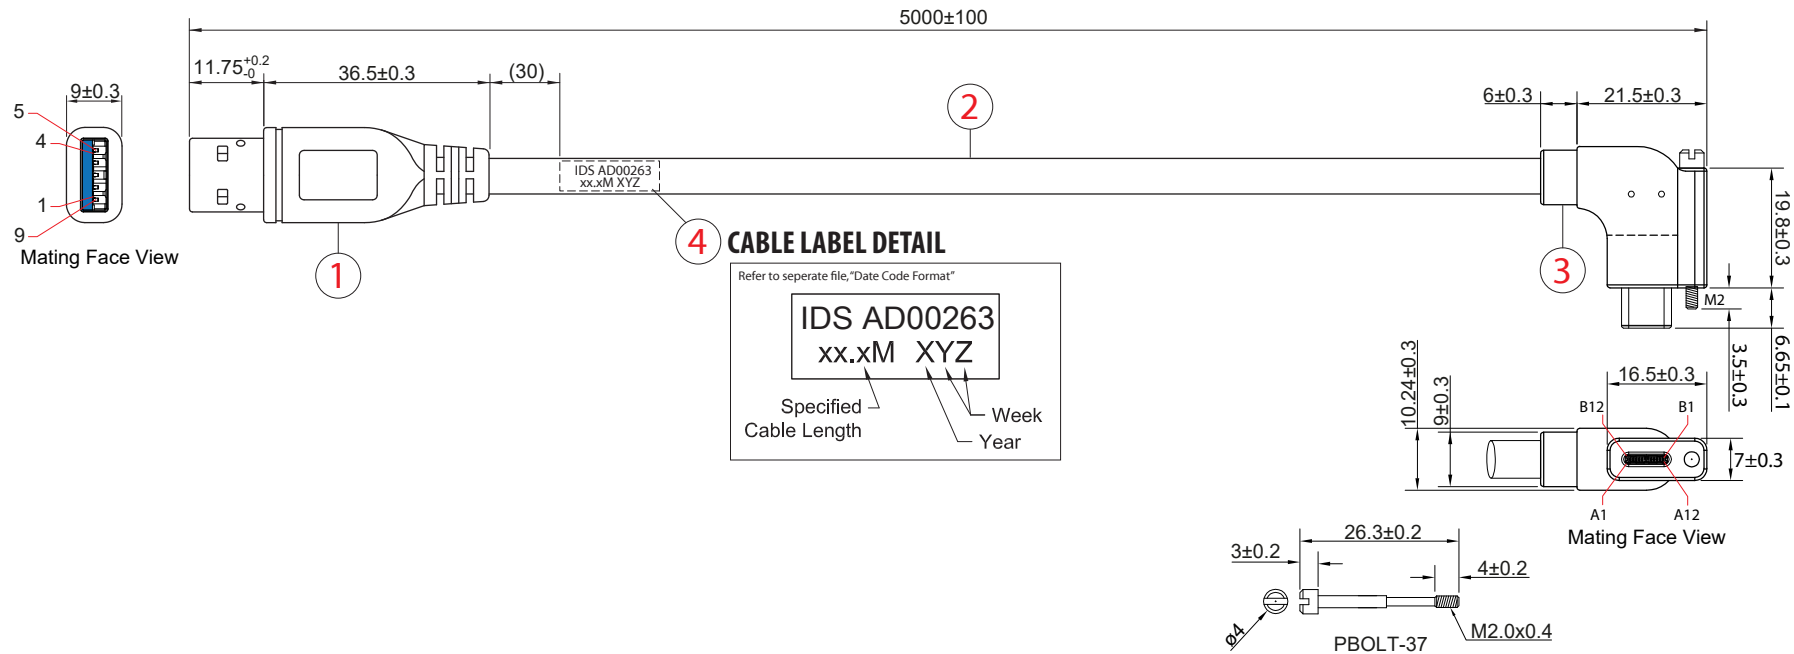 5000±100
11.75+0.2-0
36.5±0.3
(30)
6±0.3
21.5±0.3
9±0.3
5
4
1
9
Mating Face View
2
IDS AD00263
xx.xM XYZ
1
4
CABLE LABEL DETAIL
Refer to seperate file,"Date Code Format"
IDS AD00263
xx.xM XYZ
Specified
Cable Length
Week
Year
3
19.8±0.3
M2
3.5±0.3
6.65±0.1
10.24±0.3
9±0.3
16.5±0.3
B12
B1
7±0.3
A1
A12
Mating Face View
26.3±0.2
3±0.2
4±0.2
ø4
M2.0x0.4
PBOLT-37